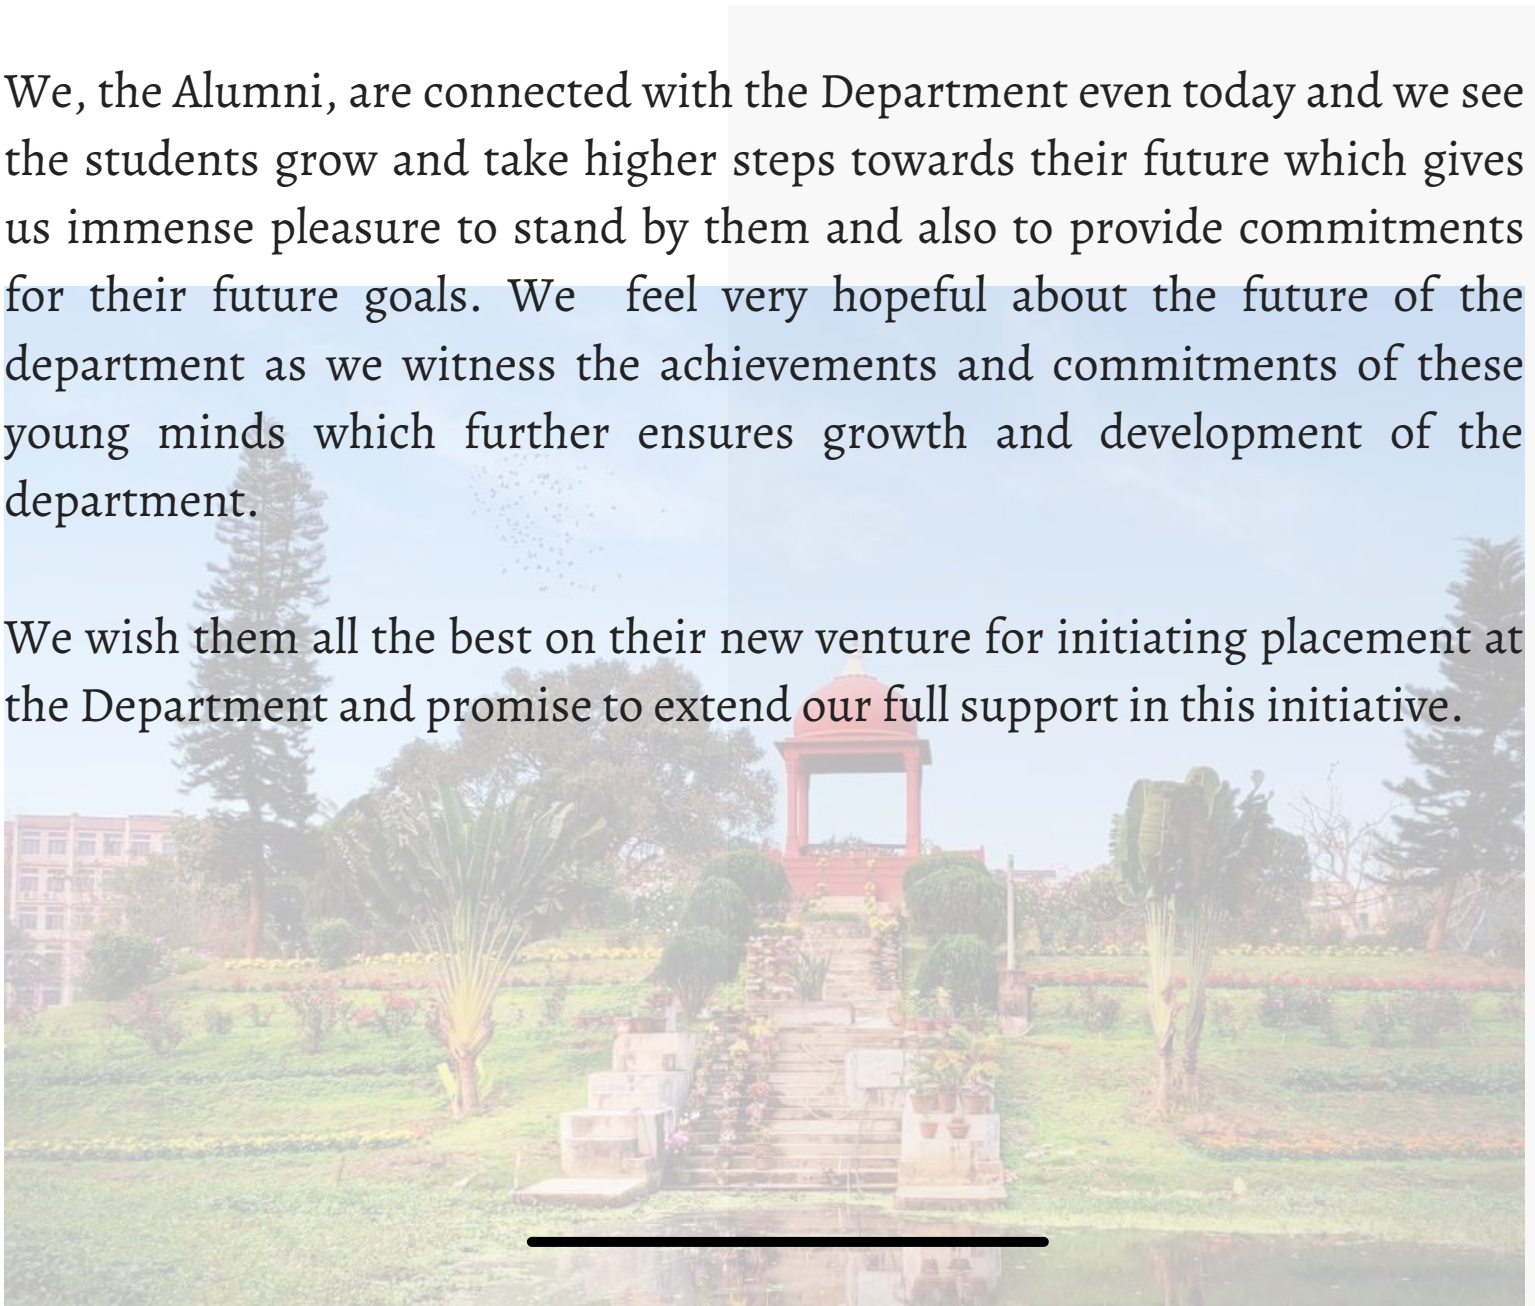 We, the Alumni, are connected with the Department even today and we see
the students grow and take higher steps towards their future which gives
us immense pleasure to stand by them and also to provide commitments
for their future goals. We  feel very hopeful about the future of the
department as we witness the achievements and commitments of these
young minds which further ensures growth and development of the
department.
We wish them all the best on their new venture for initiating placement at
the Department and promise to extend our full support in this initiative.